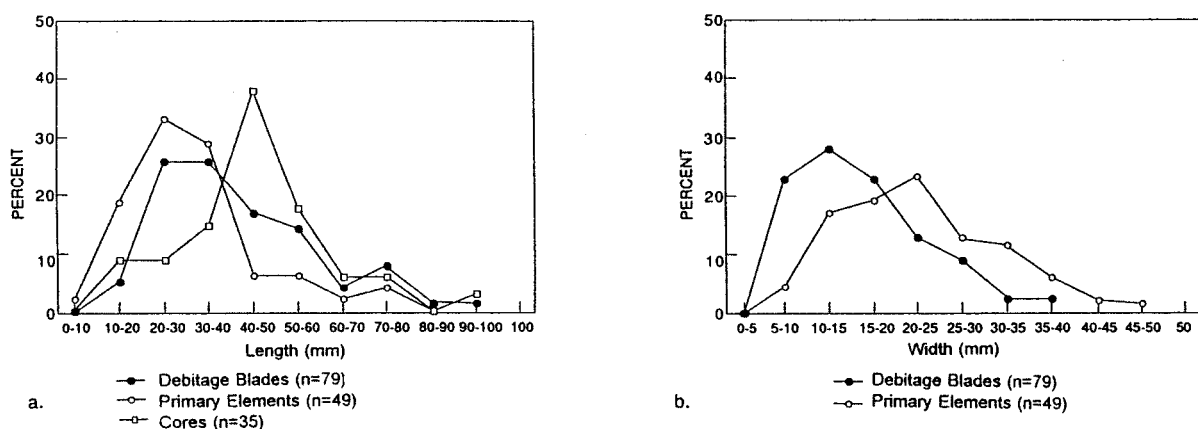 50
40
30
20
10
0
PERCENT
0-10 10-20 20-30 30-40 40-50 50-60 60-70 70-80 80-90 90-100 100
Length (mm)
Debitage Blades (n=79)
Primary Elements (n=49)
Cores (n=35)
a.
50
40
30
20
10
0
PERCENT
0-5 5-10 10-15 15-20 20-25 25-30 30-35 35-40 40-45 45-50 50
Width (mm)
Debitage Blades (n=79)
Primary Elements (n=49)
b.